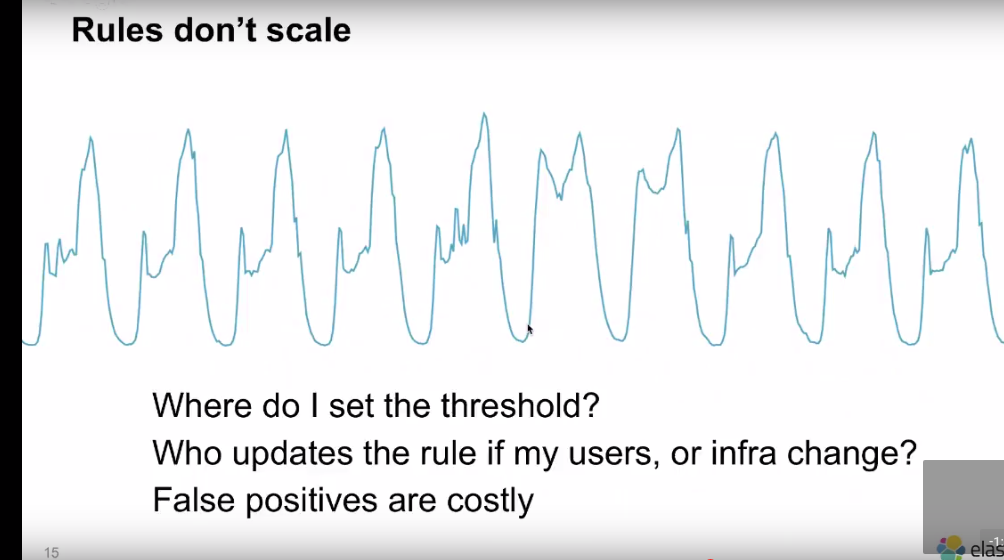 Rules don't scale
Where do I set the threshold?
Who updates the rule if my users, or infra change?
False positives are costly
15
elas